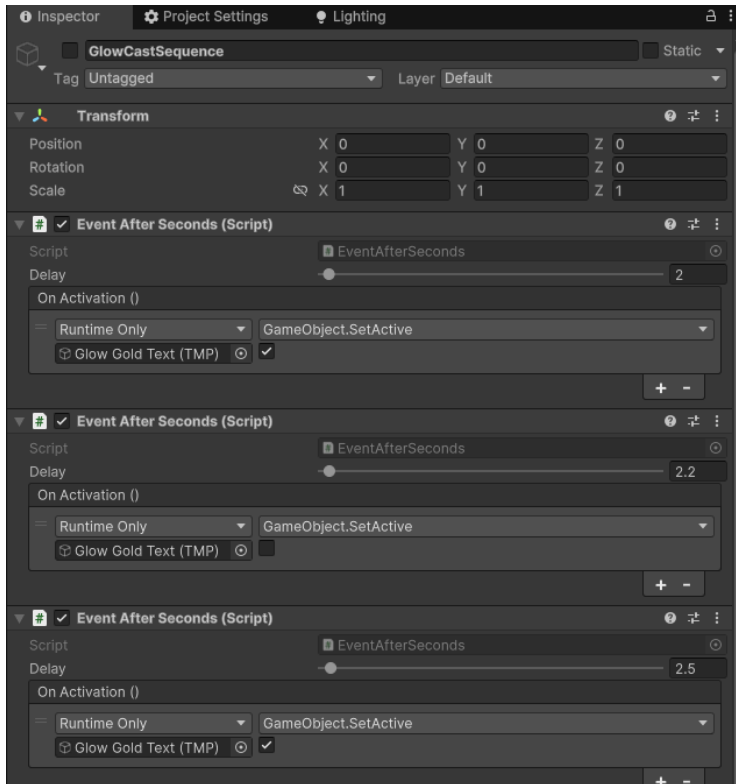 Inspector Project Settings Lighting
GlowCastSequence Static
Tag Untagged Layer Default
Transform
Position X 0 Y 0 Z 0
Rotation X 0 Y 0 Z 0
Scale X 1 Y 1 Z 1
# Event After Seconds (Script)
Script EventAfterSeconds
Delay 2
On Activation ()
Runtime Only GameObject.SetActive
Glow Gold Text (TMP)
+ -
# Event After Seconds (Script)
Script EventAfterSeconds
Delay 2.2
On Activation ()
Runtime Only GameObject.SetActive
Glow Gold Text (TMP)
+ -
# Event After Seconds (Script)
Script EventAfterSeconds
Delay 2.5
On Activation ()
Runtime Only GameObject.SetActive
Glow Gold Text (TMP)
+ -